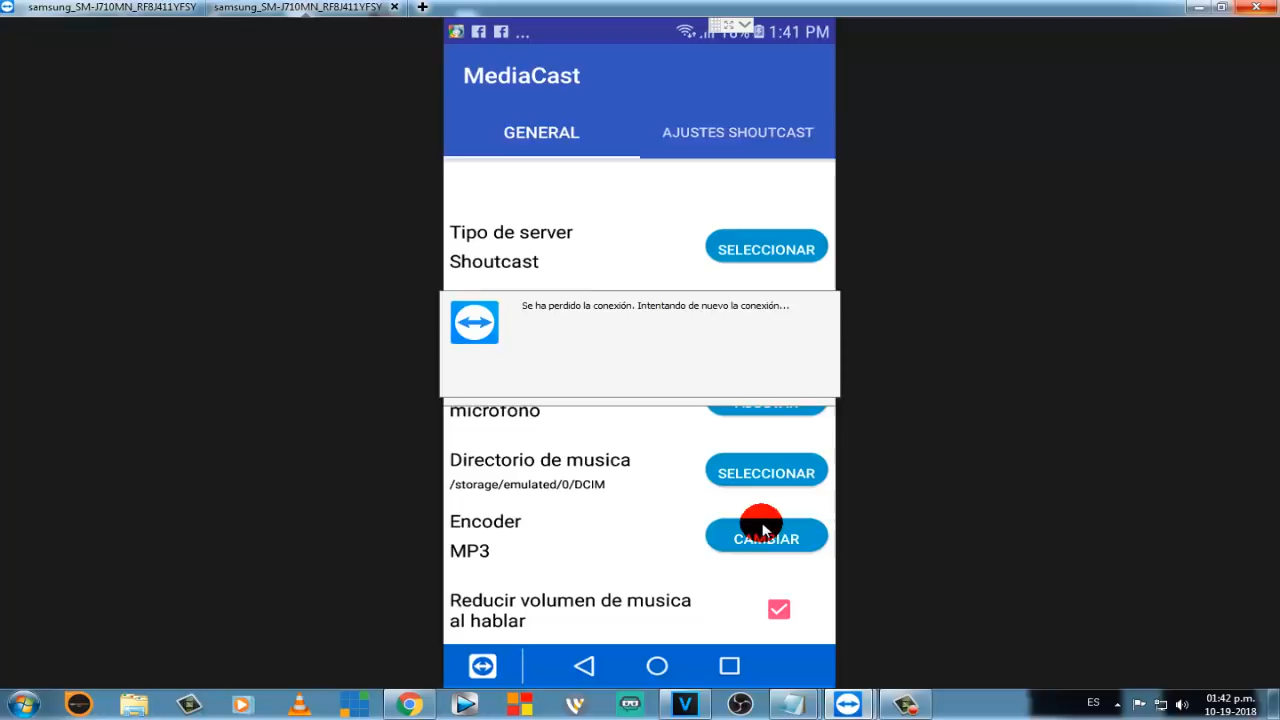 samsung_SM-J710MN_RF8J411YFSY
samsung_SM-J710MN_RF8J411YFSY
...
1:41 PM
MediaCast
GENERAL
AJUSTES SHOUTCAST
Tipo de server
SELECCIONAR
Shoutcast
Se ha perdido la conexión. Intentando de nuevo la conexión...
microfono
Directorio de musica
SELECCIONAR
/storage/emulated/0/DCIM
Encoder
CAMBIAR
MP3
Reducir volumen de musica
al hablar
ES
01:42 p.m.
10-19-2018